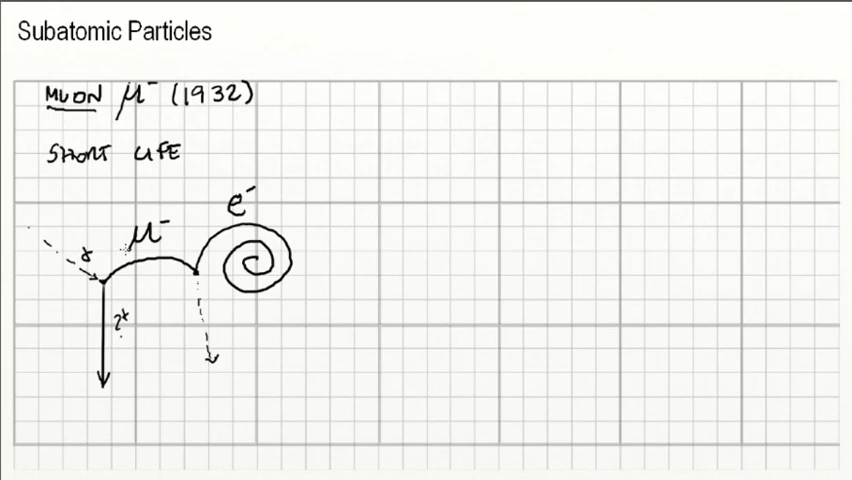 Subatomic Particles
MUON μ⁻ (1932)
SHORT LIFE
e⁻
μ⁻
γ
?⁺